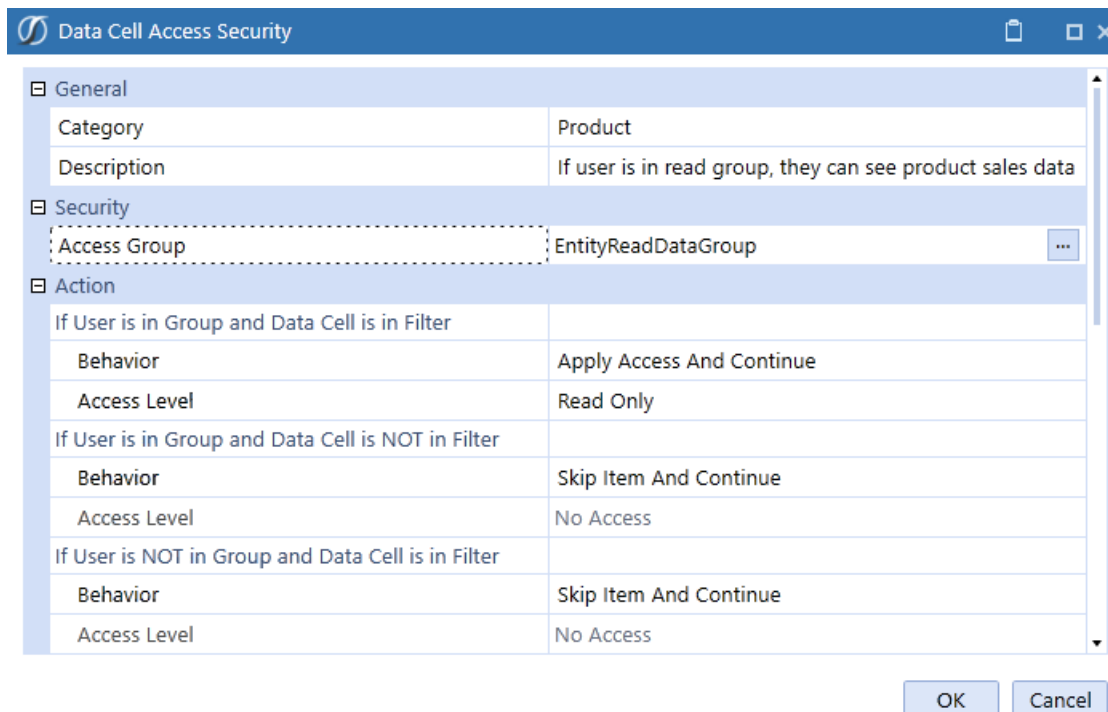 Data Cell Access Security
General
Category Product
Description If user is in read group, they can see product sales data
Security
Access Group EntityReadDataGroup ...
Action
If User is in Group and Data Cell is in Filter
Behavior Apply Access And Continue
Access Level Read Only
If User is in Group and Data Cell is NOT in Filter
Behavior Skip Item And Continue
Access Level No Access
If User is NOT in Group and Data Cell is in Filter
Behavior Skip Item And Continue
Access Level No Access
OK Cancel